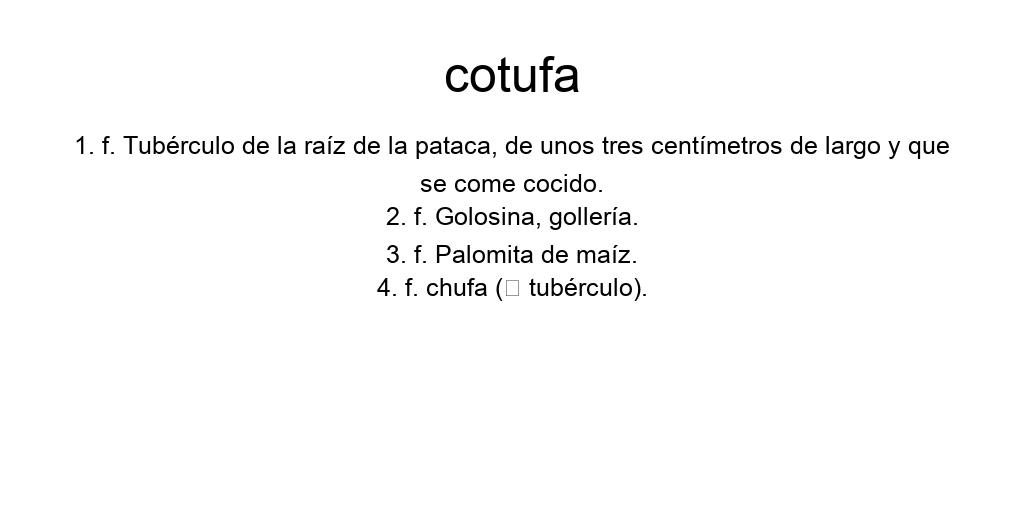 cotufa
1. f. Tubérculo de la raíz de la pataca, de unos tres centímetros de largo y que
se come cocido.
2. f. Golosina, gollería.
3. f. Palomita de maíz.
4. f. chufa (□ tubérculo).